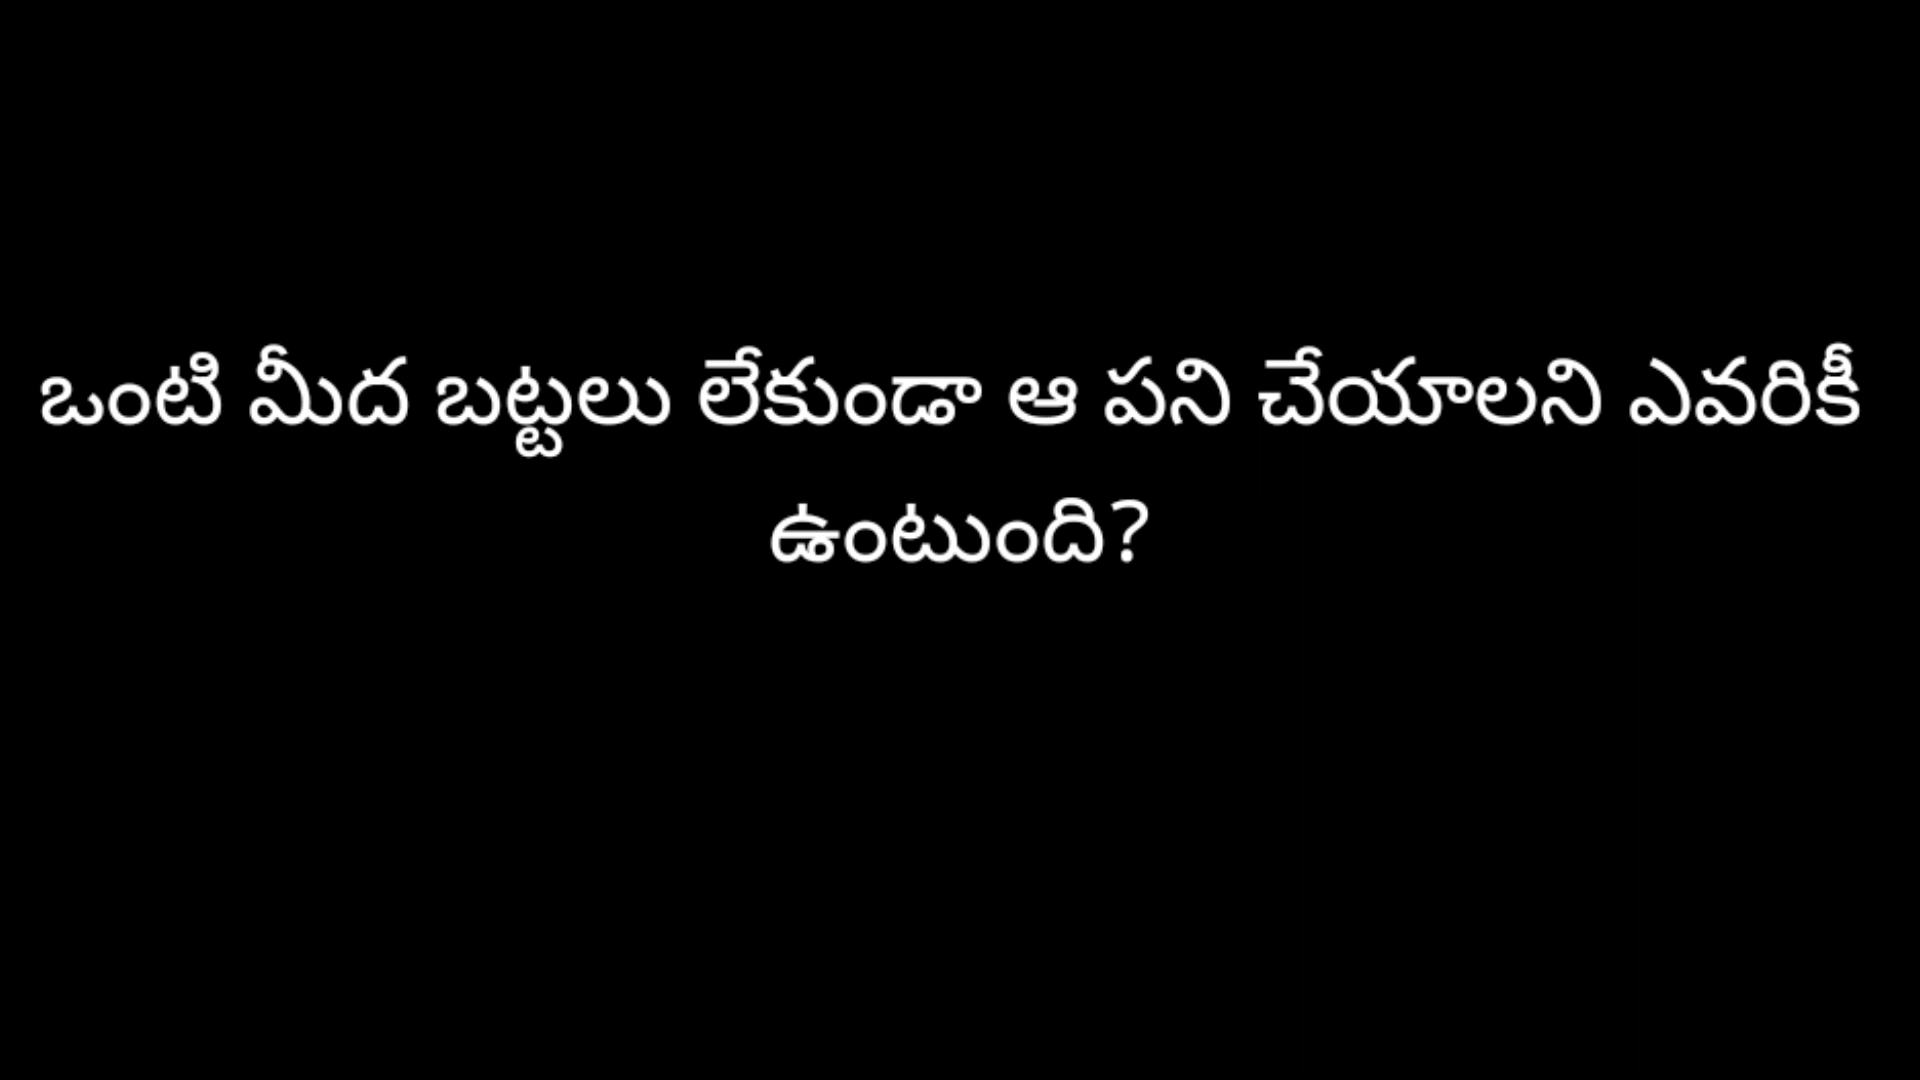 ఒంటి మీద బట్టలు లేకుండా ఆ పని చేయాలని ఎవరికీ
ఉంటుంది?